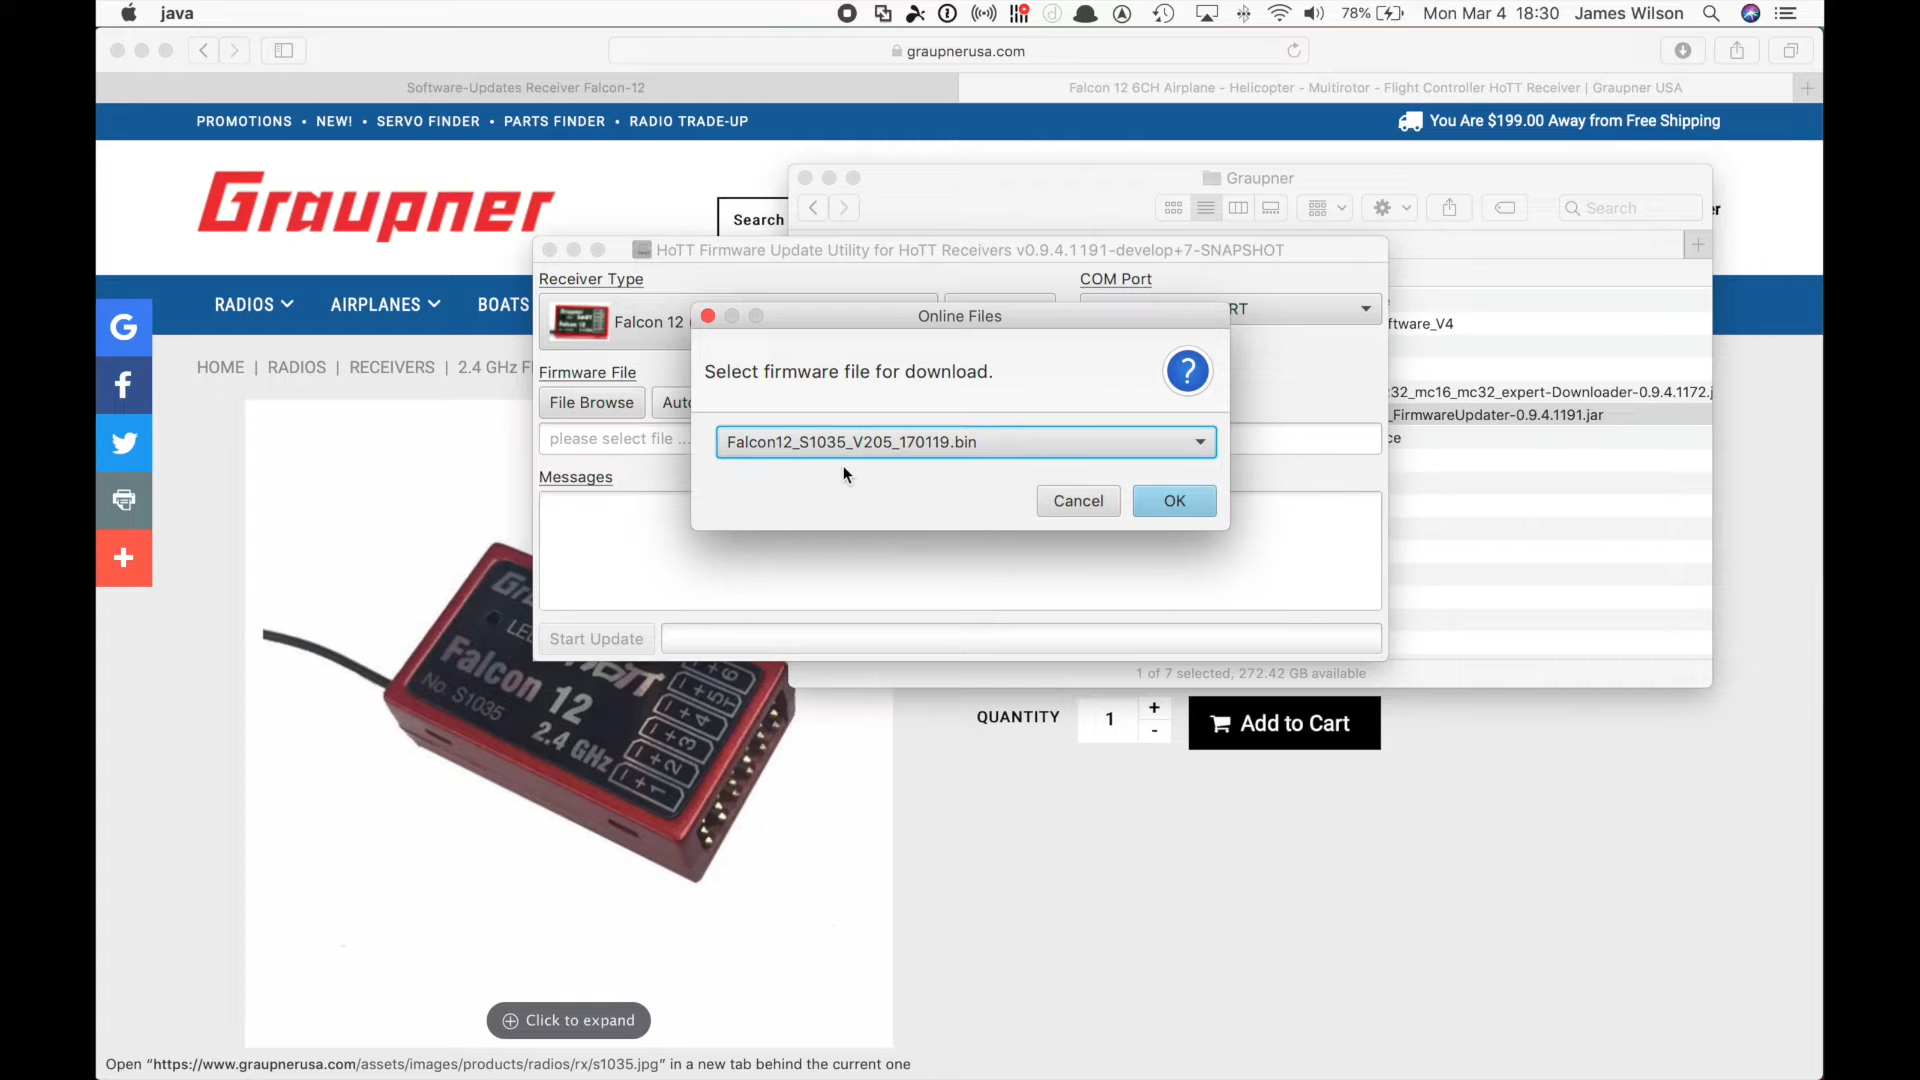 java
78%
Mon Mar 4 18:30
James Wilson
graupnerusa.com
Software-Updates Receiver Falcon-12
Falcon 12 6CH Airplane - Helicopter - Multirotor - Flight Controller HoTT Receiver | Graupner USA
PROMOTIONS • NEW! • SERVO FINDER • PARTS FINDER • RADIO TRADE-UP
You Are $199.00 Away from Free Shipping
Graupner
Search
Graupner
Search
HoTT Firmware Update Utility for HoTT Receivers v0.9.4.1191-develop+7-SNAPSHOT
Receiver Type
COM Port
RADIOS
AIRPLANES
BOATS
Falcon 12
RT
Online Files
ftware_V4
HOME | RADIOS | RECEIVERS | 2.4 GHz F
Firmware File
Select firmware file for download.
?
32_mc16_mc32_expert-Downloader-0.9.4.1172.j
File Browse
Auto
_FirmwareUpdater-0.9.4.1191.jar
please select file ...
Falcon12_S1035_V205_170119.bin
ce
Messages
Cancel
OK
Start Update
1 of 7 selected, 272.42 GB available
Falcon 12
No. S1035
2.4 GHz
QUANTITY
1
+
-
Add to Cart
Click to expand
Open “https://www.graupnerusa.com/assets/images/products/radios/rx/s1035.jpg” in a new tab behind the current one